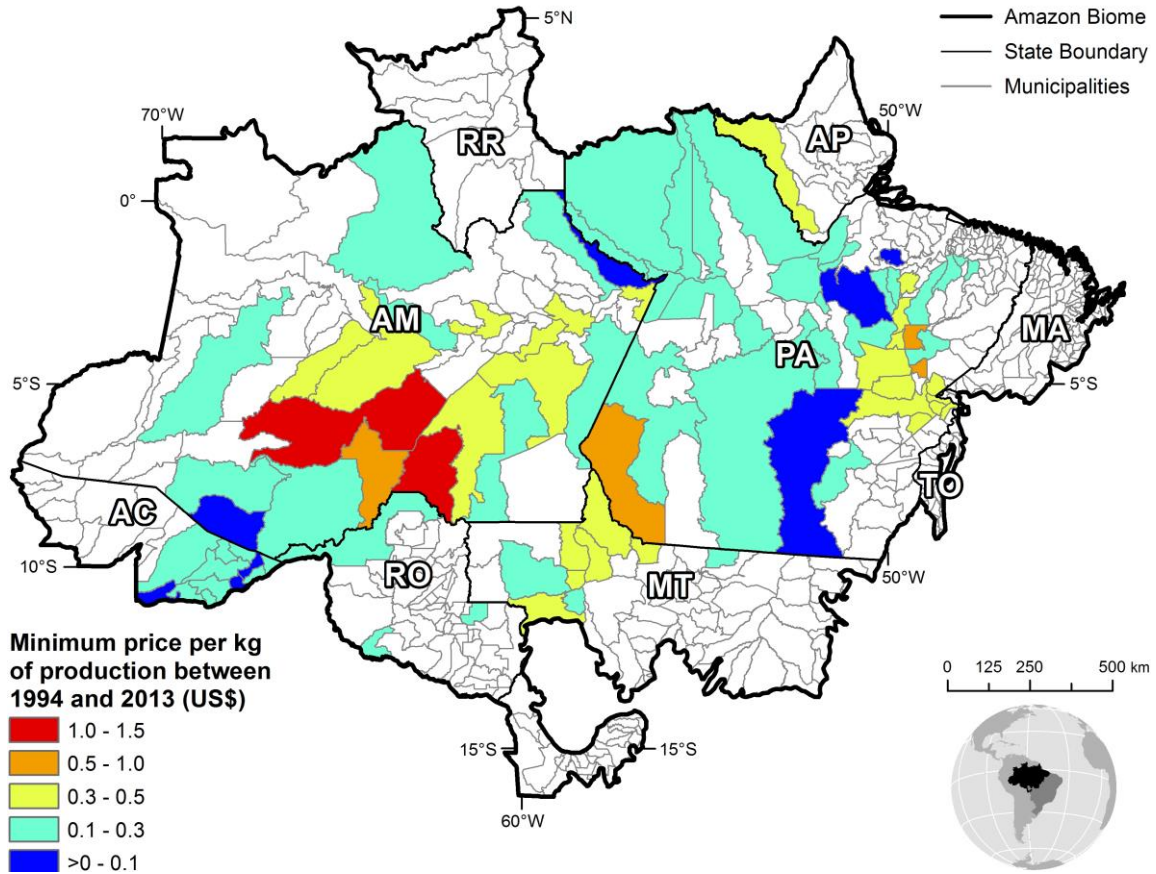 5°N
Amazon Biome
State Boundary
Municipalities
70°W
50°W
RR
AP
0°
AM
PA
MA
5°S
5°S
AC
TO
10°S
RO
MT
50°W
Minimum price per kg
of production between
1994 and 2013 (US$)
1.0 - 1.5
0.5 - 1.0
0.3 - 0.5
0.1 - 0.3
>0 - 0.1
0 125 250 500 km
15°S
15°S
60°W